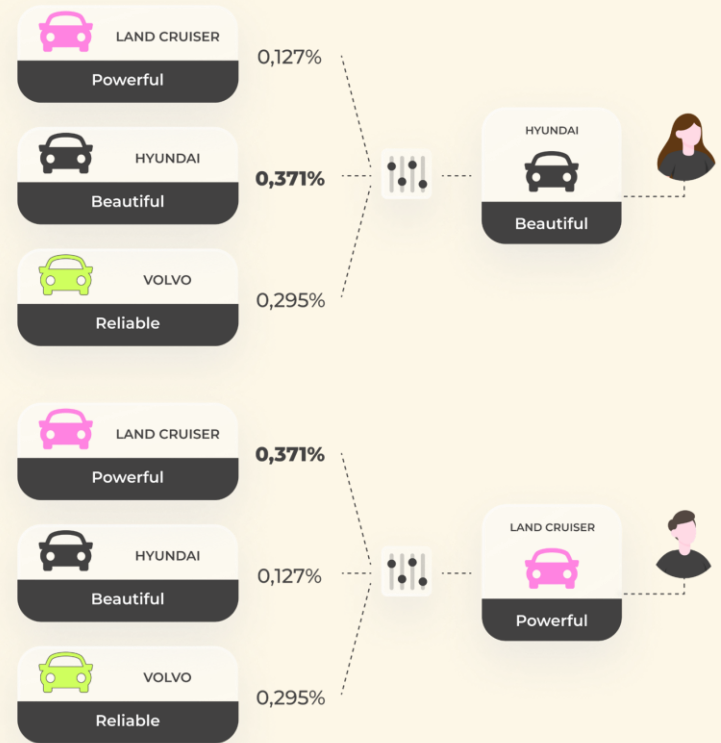 LAND CRUISER
Powerful
0,127%
HYUNDAI
Beautiful
0,371%
VOLVO
Reliable
0,295%
HYUNDAI
Beautiful
LAND CRUISER
Powerful
0,371%
HYUNDAI
Beautiful
0,127%
VOLVO
Reliable
0,295%
LAND CRUISER
Powerful